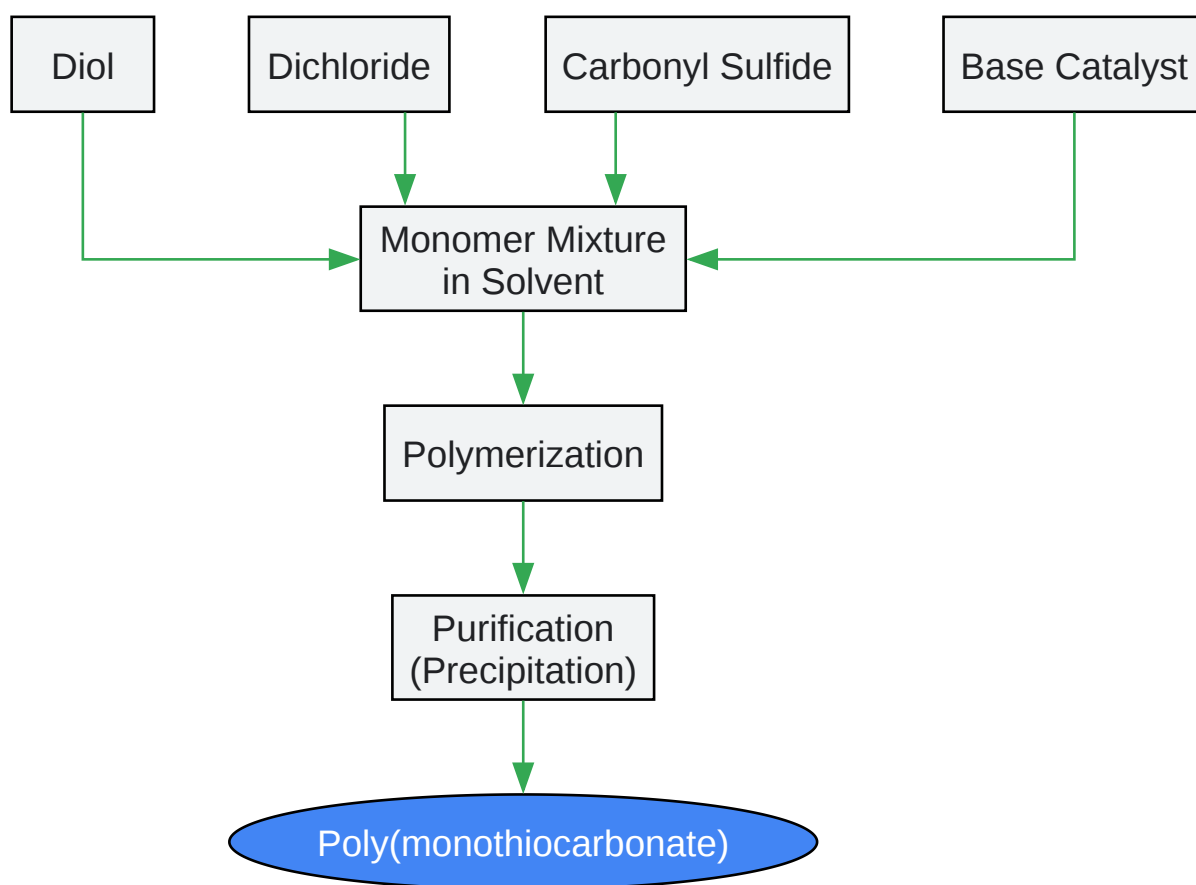 Diol
Dichloride
Carbonyl Sulfide
Base Catalyst
Monomer Mixture
in Solvent
Polymerization
Purification
(Precipitation)
Poly(monothiocarbonate)